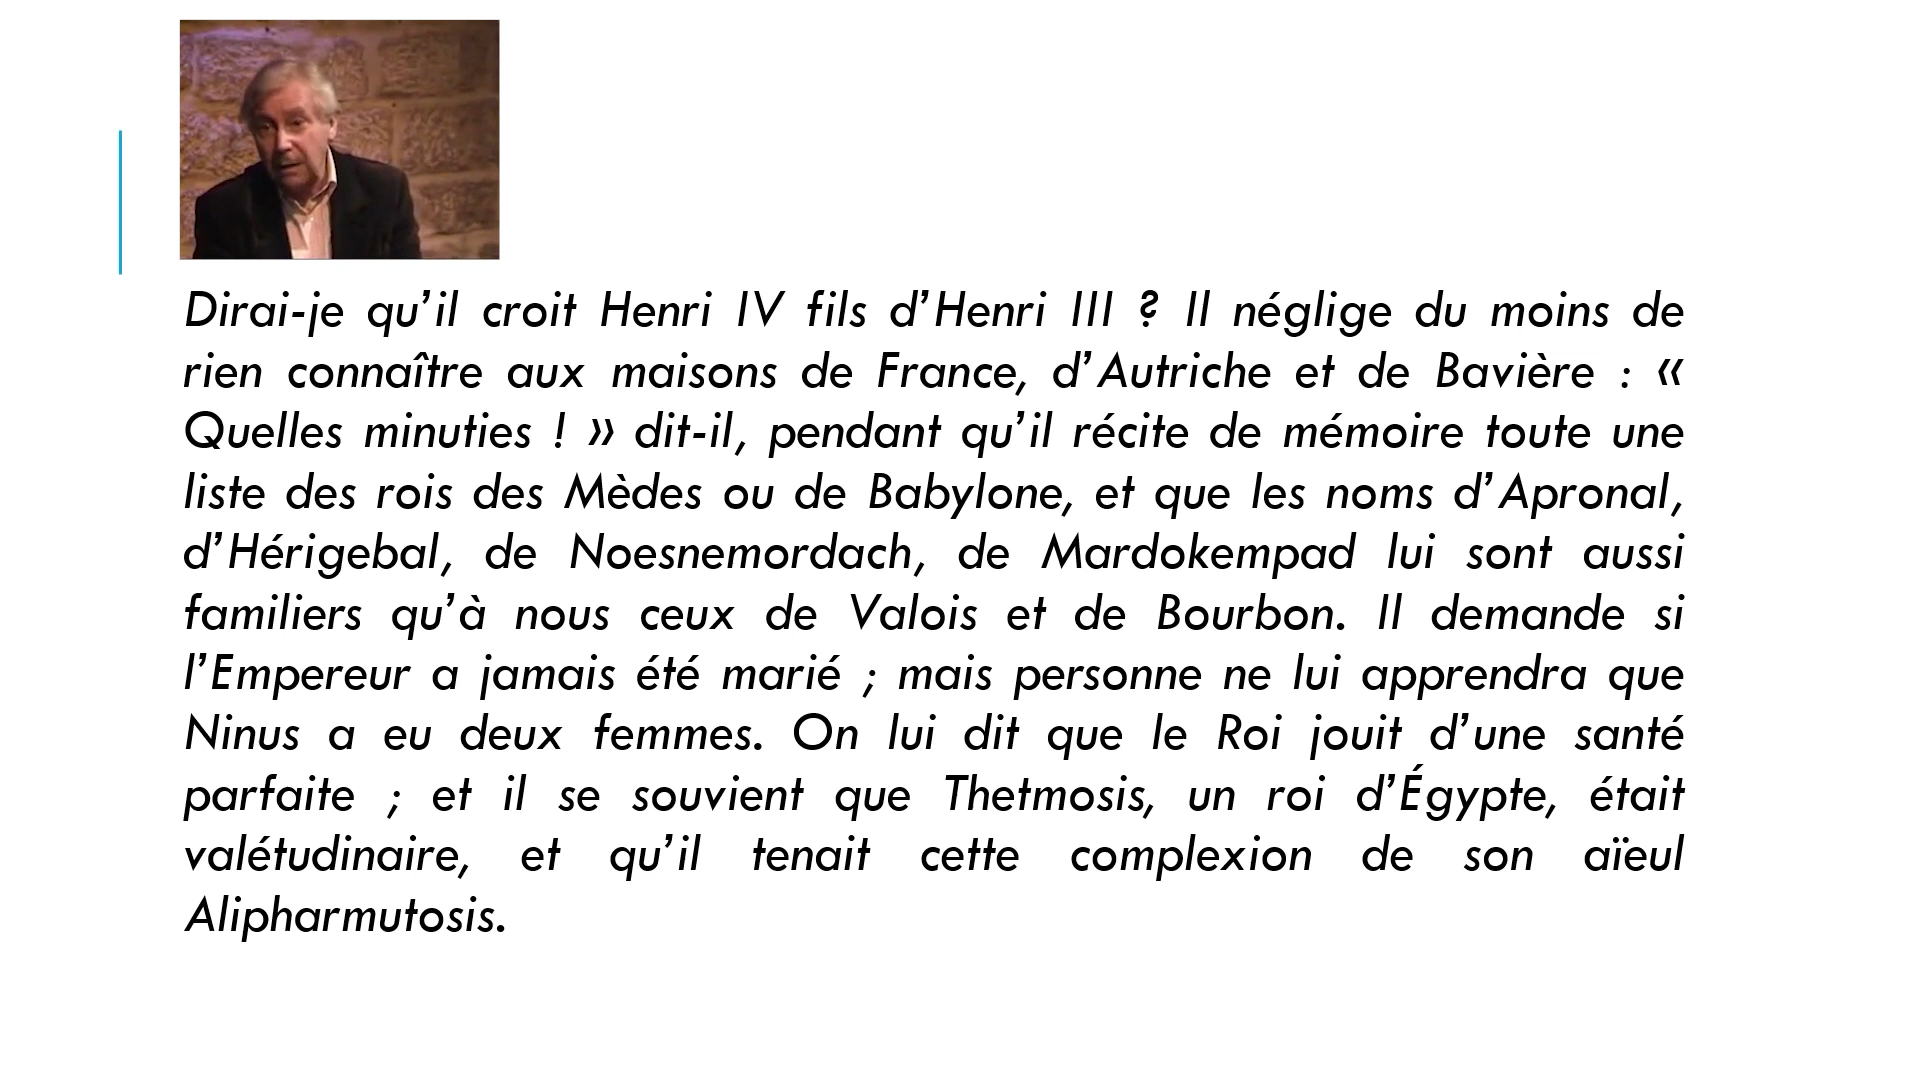 Dirai-je qu’il croit Henri IV fils d’Henri III ? Il néglige du moins de
rien connaître aux maisons de France, d’Autriche et de Bavière : «
Quelles minuties ! » dit-il, pendant qu’il récite de mémoire toute une
liste des rois des Mèdes ou de Babylone, et que les noms d’Apronal,
d’Hérigebal, de Noesnemordach, de Mardokempad lui sont aussi
familiers qu’à nous ceux de Valois et de Bourbon. Il demande si
l’Empereur a jamais été marié ; mais personne ne lui apprendra que
Ninus a eu deux femmes. On lui dit que le Roi jouit d’une santé
parfaite ; et il se souvient que Thetmosis, un roi d’Égypte, était
valétudinaire, et qu’il tenait cette complexion de son aïeul
Alipharmutosis.